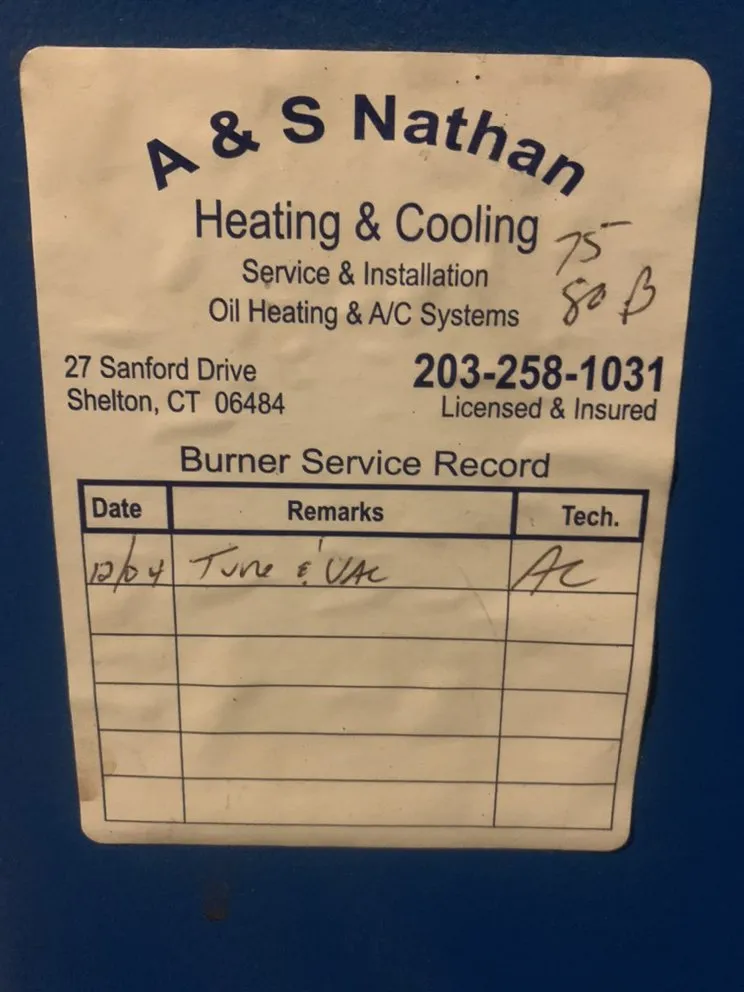 A & S Nathan
Heating & Cooling
75
Service & Installation
80 B
Oil Heating & A/C Systems
27 Sanford Drive
203-258-1031
Shelton, CT 06484
Licensed & Insured
Burner Service Record
Date Remarks Tech.
12/04 Tune & VAC AC